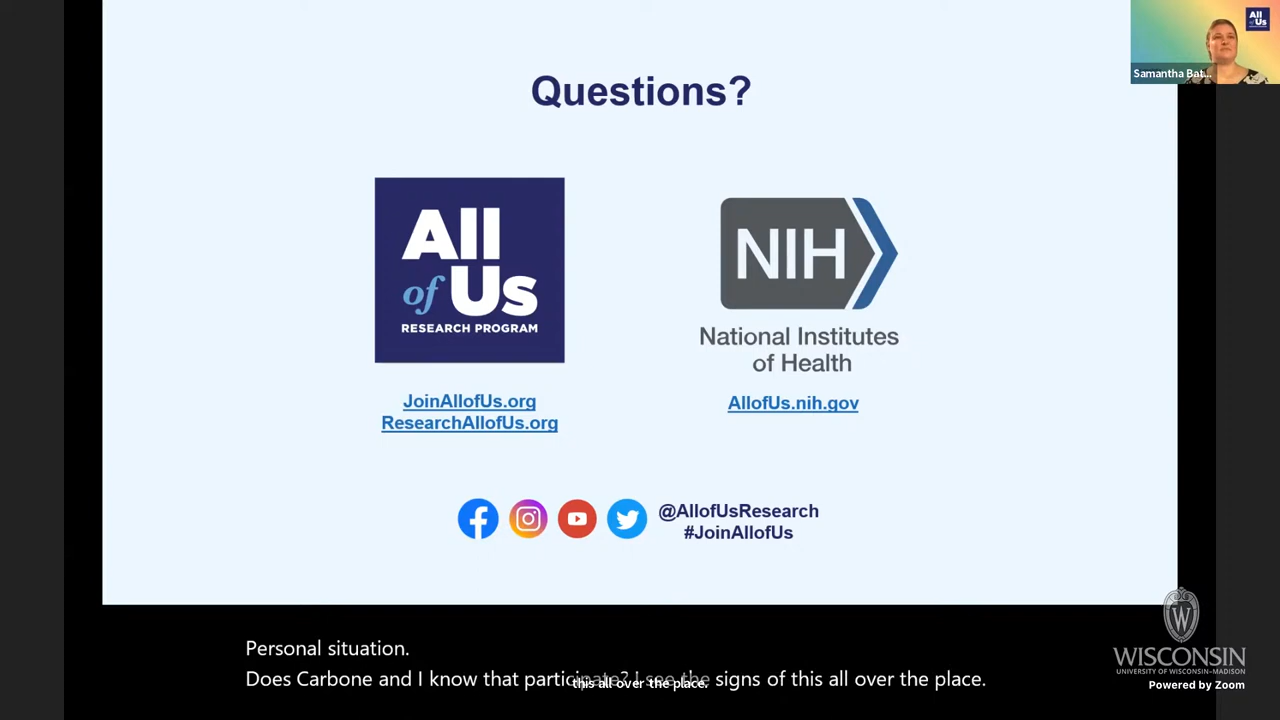 Questions?
All
of Us
Samantha Bat...
All
of Us
RESEARCH PROGRAM
NIH
National Institutes
of Health
JoinAllofUs.org
ResearchAllofUs.org
AllofUs.nih.gov
@AllofUsResearch
#JoinAllofUs
Personal situation.
Does Carbone and I know that participate? I see the signs of this all over the place.
this all over the place.
W
WISCONSIN
UNIVERSITY OF WISCONSIN–MADISON
Powered by Zoom